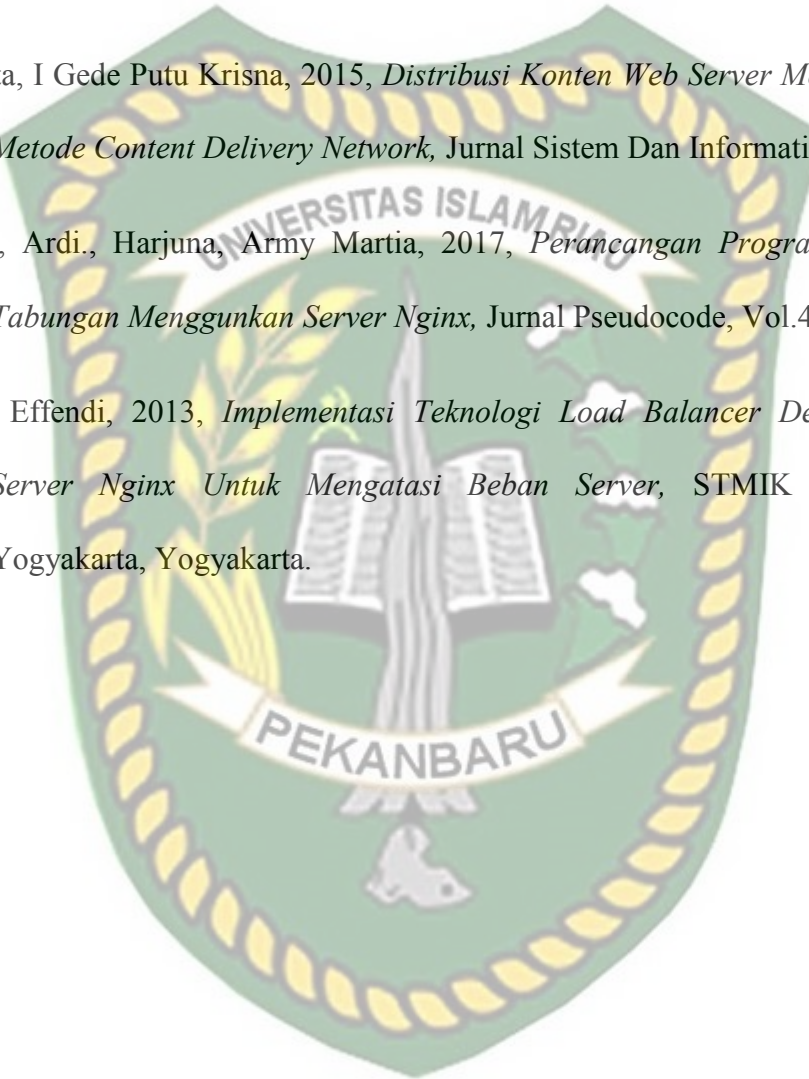 ta, I Gede Putu Krisna, 2015, Distribusi Konten Web Server M
Metode Content Delivery Network, Jurnal Sistem Dan Informati
UNIVERSITAS ISLAM RIAU
, Ardi., Harjuna, Army Martia, 2017, Perancangan Progra
Tabungan Menggunkan Server Nginx, Jurnal Pseudocode, Vol.4
Effendi, 2013, Implementasi Teknologi Load Balancer De
Server Nginx Untuk Mengatasi Beban Server, STMIK
Yogyakarta, Yogyakarta.
PEKANBARU